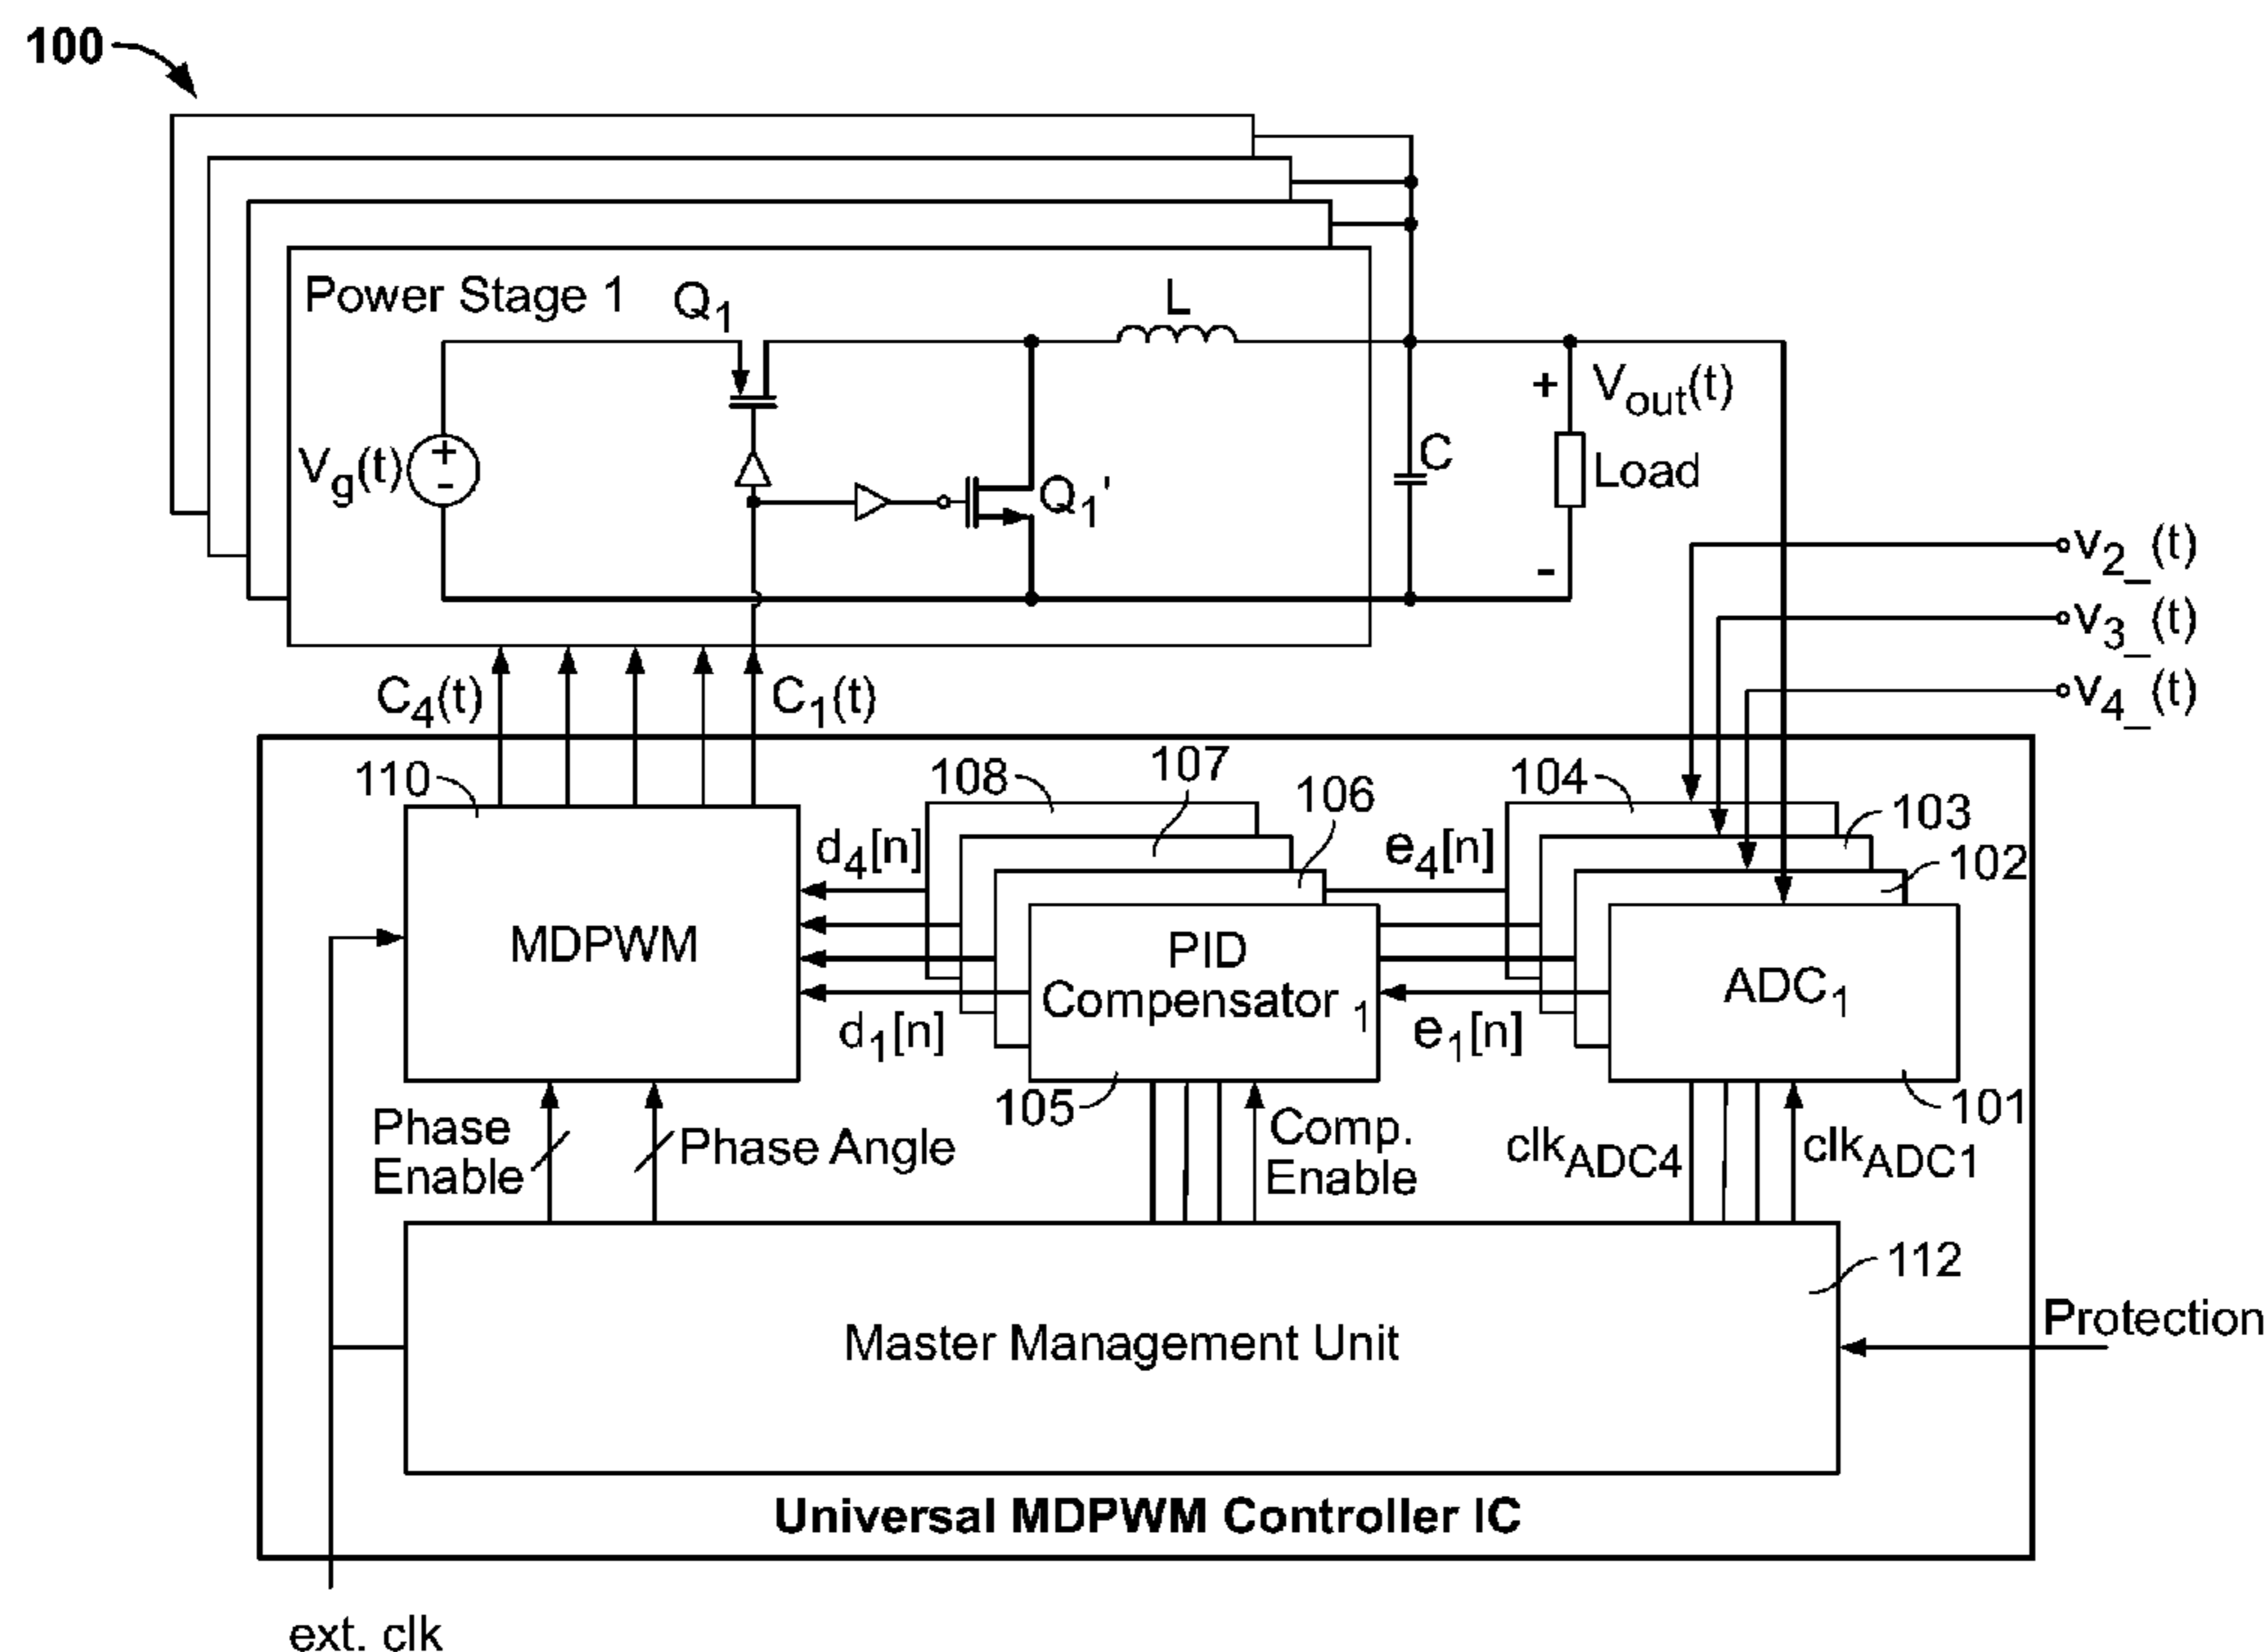 100
Power Stage 1
Q1
L
Vg(t)
+
-
Q1'
C
+
Vout(t)
Load
-
v2_(t)
v3_(t)
v4_(t)
C4(t)
C1(t)
110
108
107
106
104
103
102
d4[n]
e4[n]
MDPWM
PID
Compensator 1
ADC1
d1[n]
e1[n]
105
101
Phase
Enable
Phase Angle
Comp.
Enable
clkADC4
clkADC1
112
Master Management Unit
Protection
Universal MDPWM Controller IC
ext. clk